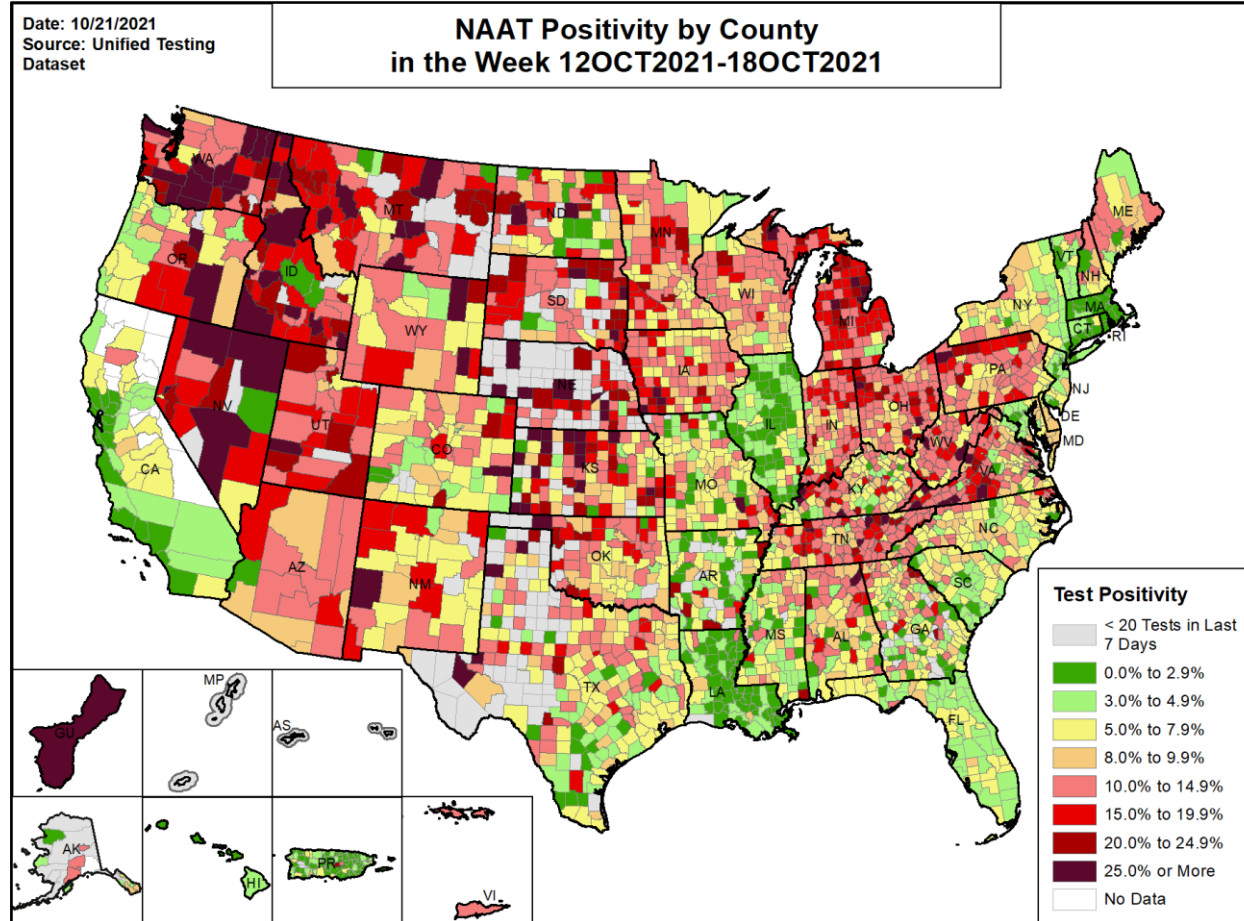 Date: 10/21/2021
Source: Unified Testing
Dataset
NAAT Positivity by County
in the Week 12OCT2021-18OCT2021
WA
MT
ND
MN
ME
OR
ID
SD
WI
MI
VT
NH
NY
MA
CT
RI
WY
IA
PA
NJ
NE
NV
UT
CO
IL
IN
OH
DE
MD
WV
VA
CA
KS
MO
KY
NC
AZ
NM
OK
AR
TN
SC
MS
AL
GA
TX
LA
FL
GU
MP
AS
AK
HI
PR
VI
Test Positivity
< 20 Tests in Last
7 Days
0.0% to 2.9%
3.0% to 4.9%
5.0% to 7.9%
8.0% to 9.9%
10.0% to 14.9%
15.0% to 19.9%
20.0% to 24.9%
25.0% or More
No Data